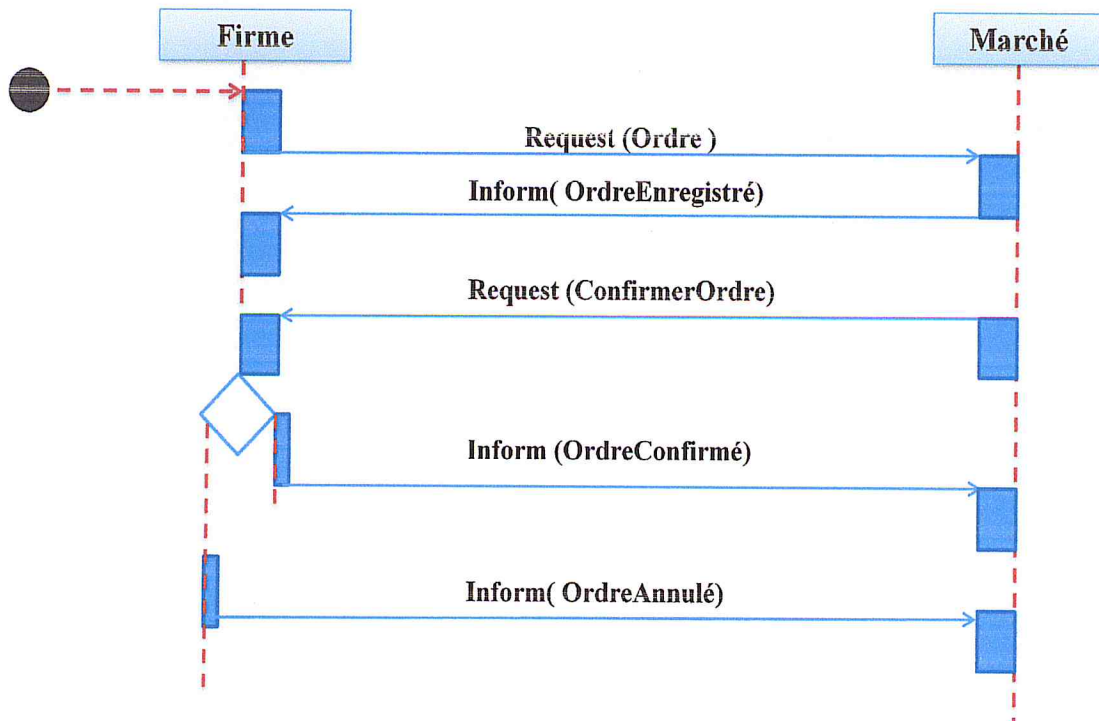 Firme
Marché
Request (Ordre )
Inform( OrdreEnregistré)
Request (ConfirmerOrdre)
Inform (OrdreConfirmé)
Inform( OrdreAnnulé)